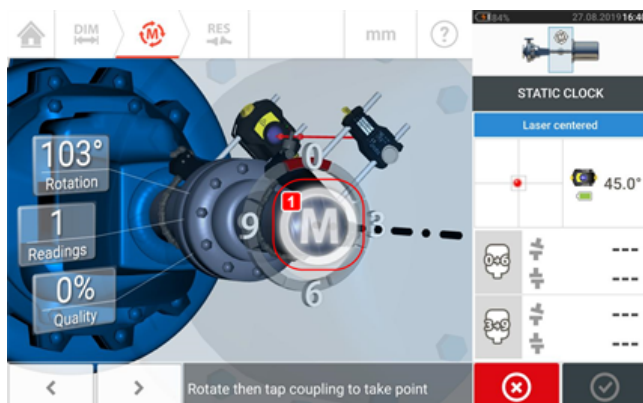 DIM
M
RES
mm
?
84%
27.08.2019 16:40
103°
Rotation
1
Readings
0%
Quality
0
9
1
M
3
6
STATIC CLOCK
Laser centered
45.0°
0→6
---
---
3→9
---
---
<
>
Rotate then tap coupling to take point